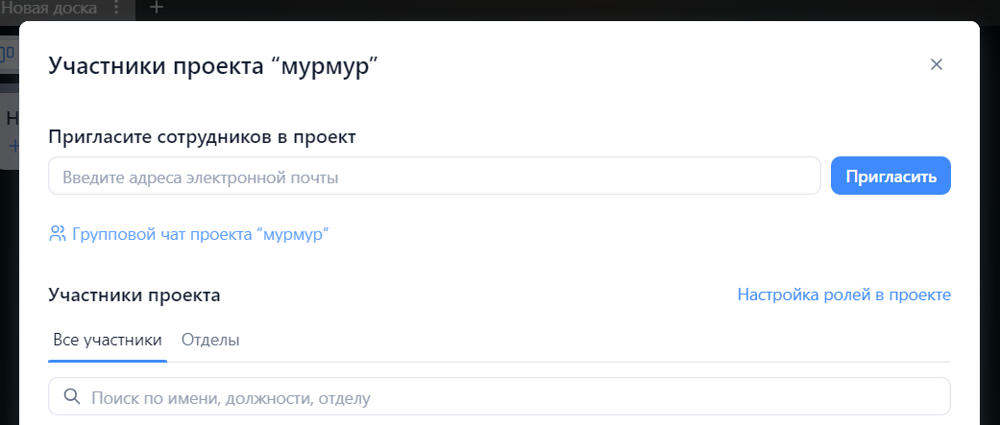 Новая доска
Участники проекта “мурмур”
Н
Пригласите сотрудников в проект
Введите адреса электронной почты
Пригласить
Групповой чат проекта “мурмур”
Участники проекта
Настройка ролей в проекте
Все участники Отделы
Поиск по имени, должности, отделу